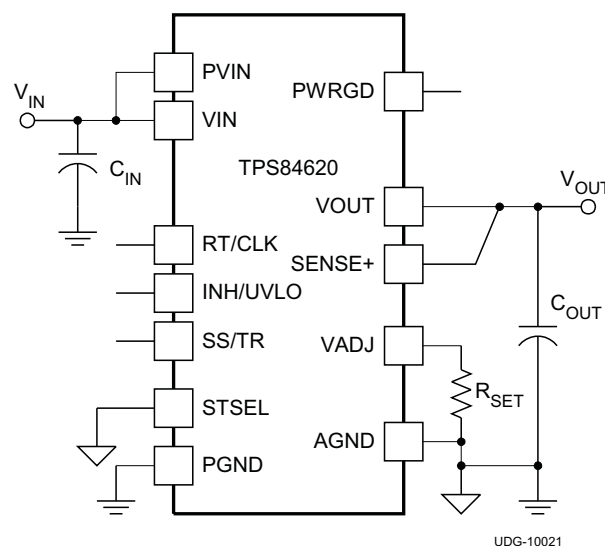 PVIN
PWRGD
V_IN
VIN
TPS84620
C_IN
VOUT
V_OUT
RT/CLK
SENSE+
INH/UVLO
C_OUT
SS/TR
VADJ
R_SET
STSEL
AGND
PGND
UDG-10021